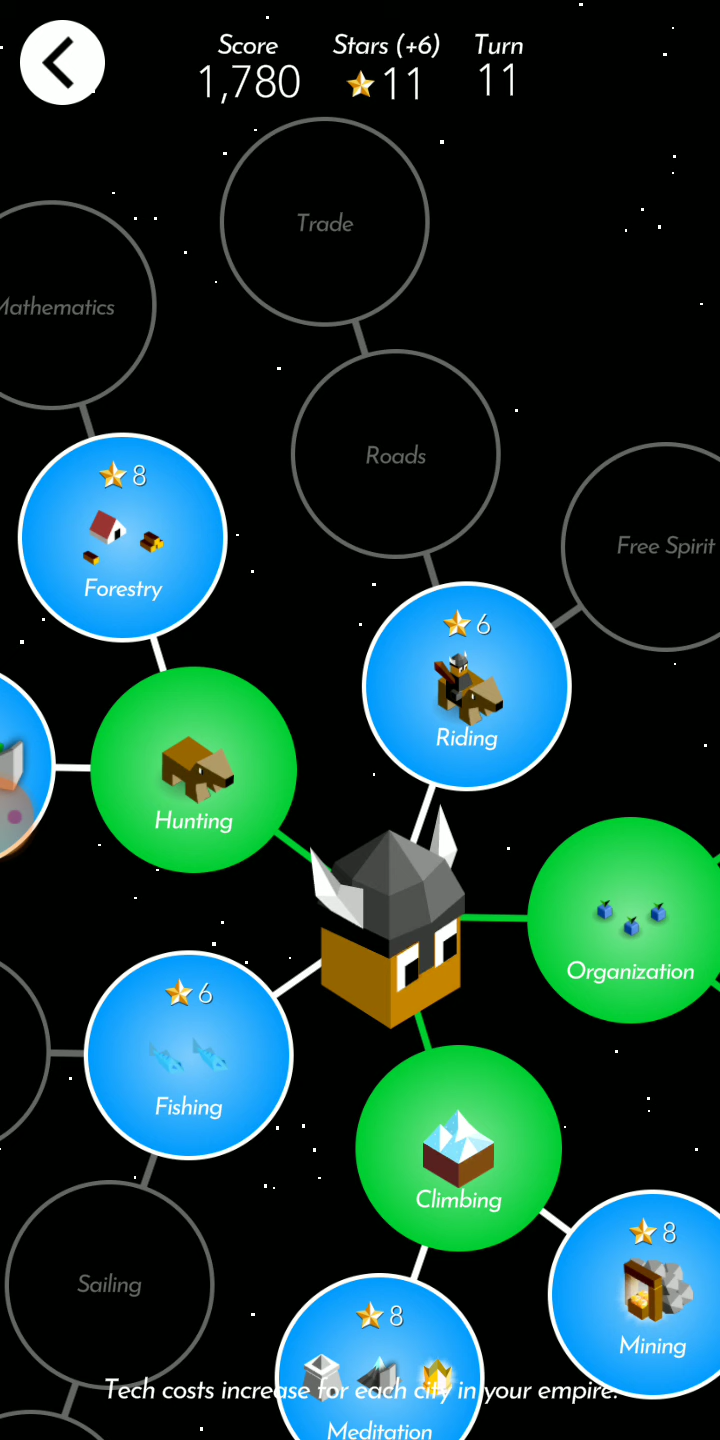 Score Stars (+6) Turn
1,780 11 11
Trade
Mathematics
Roads
Free Spirit
8
Forestry
6
Riding
Hunting
Organization
6
Fishing
Climbing
8
Mining
Sailing
8
Tech costs increase for each city in your empire.
Meditation